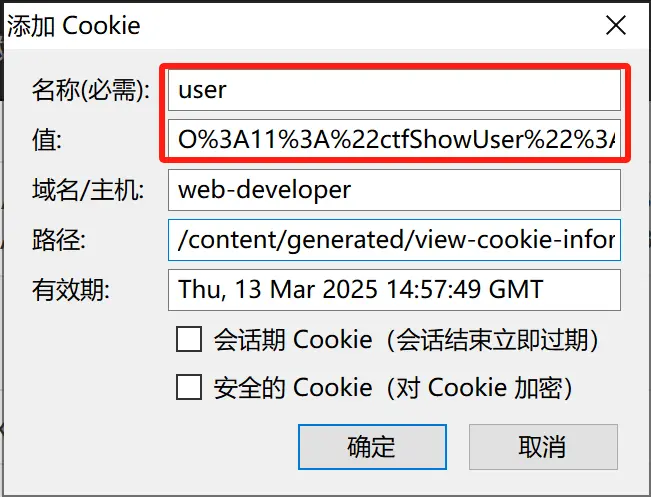 添加 Cookie
名称(必需): user
值: O%3A11%3A%22ctfShowUser%22%3A
域名/主机: web-developer
路径: /content/generated/view-cookie-infor
有效期: Thu, 13 Mar 2025 14:57:49 GMT
会话期 Cookie（会话结束立即过期）
安全的 Cookie（对 Cookie 加密）
确定 取消